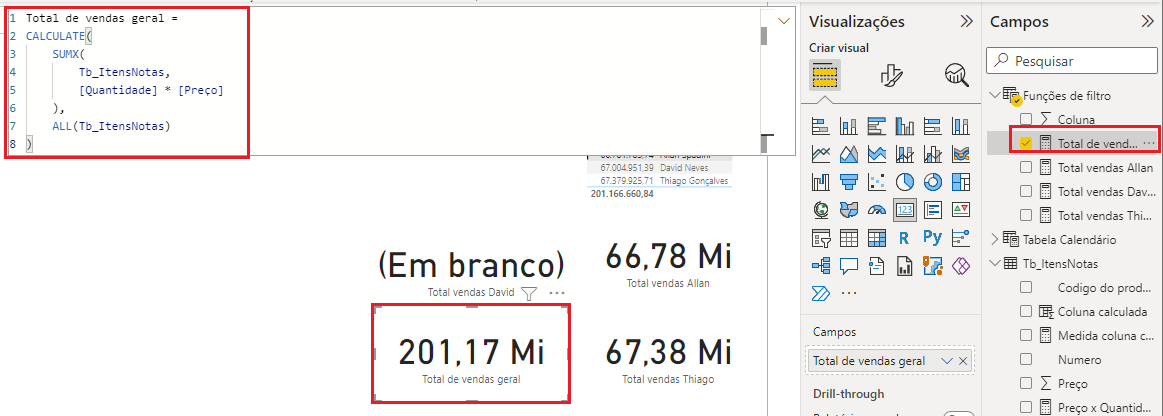 1 Total de vendas geral =
2 CALCULATE(
3 SUMX(
4 Tb_ItensNotas,
5 [Quantidade] * [Preço]
6 ),
7 ALL(Tb_ItensNotas)
8 )
67.004.951,39 David Neves
67.379.925,71 Thiago Gonçalves
201.166.660,84
(Em branco)
Total vendas David
66,78 Mi
Total vendas Allan
201,17 Mi
Total de vendas geral
67,38 Mi
Total vendas Thiago
Visualizações
Criar visual
123
R
Py
Campos
Total de vendas geral
Drill-through
Campos
Pesquisar
Funções de filtro
Coluna
Total de vend...
Total vendas Allan
Total vendas Dav...
Total vendas Thi...
Tabela Calendário
Tb_ItensNotas
Codigo do prod...
Coluna calculada
Medida coluna c...
Numero
Preço
Preço x Quantid...